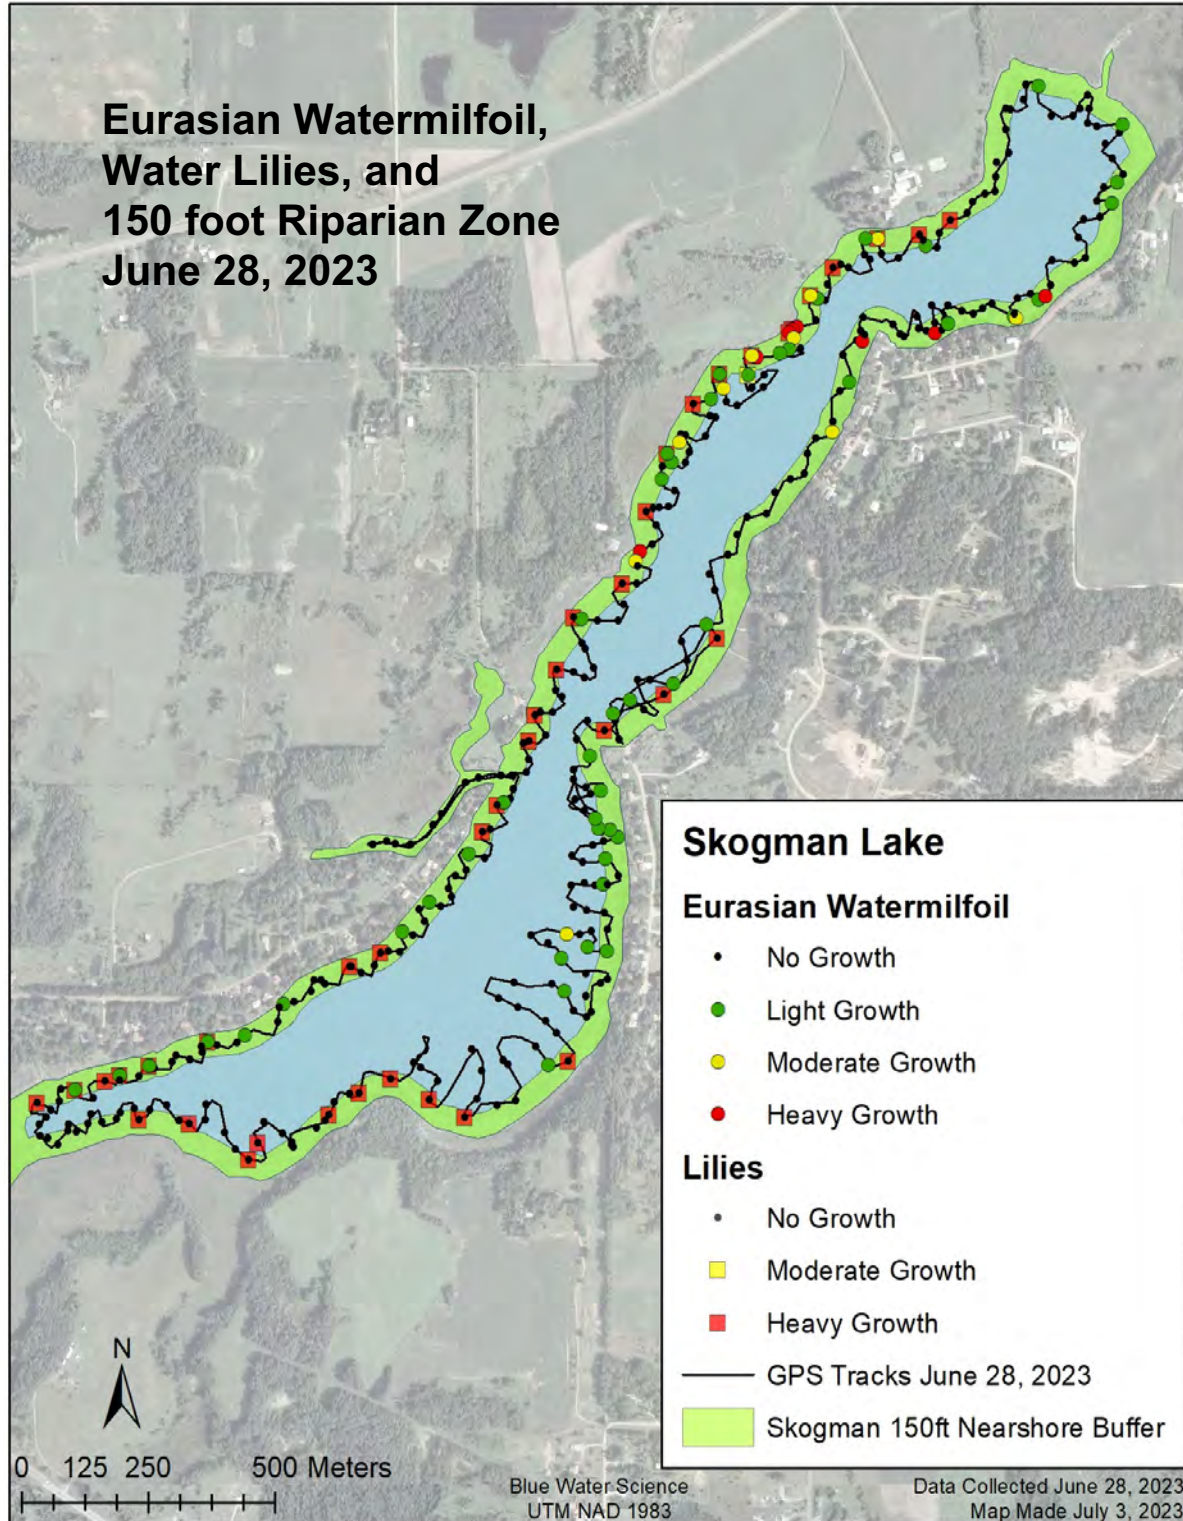 Eurasian Watermilfoil,
Water Lilies, and
150 foot Riparian Zone
June 28, 2023
Skogman Lake
Eurasian Watermilfoil
No Growth
Light Growth
Moderate Growth
Heavy Growth
Lilies
No Growth
Moderate Growth
Heavy Growth
GPS Tracks June 28, 2023
Skogman 150ft Nearshore Buffer
N
0 125 250 500 Meters
Blue Water Science
UTM NAD 1983
Data Collected June 28, 2023
Map Made July 3, 2023